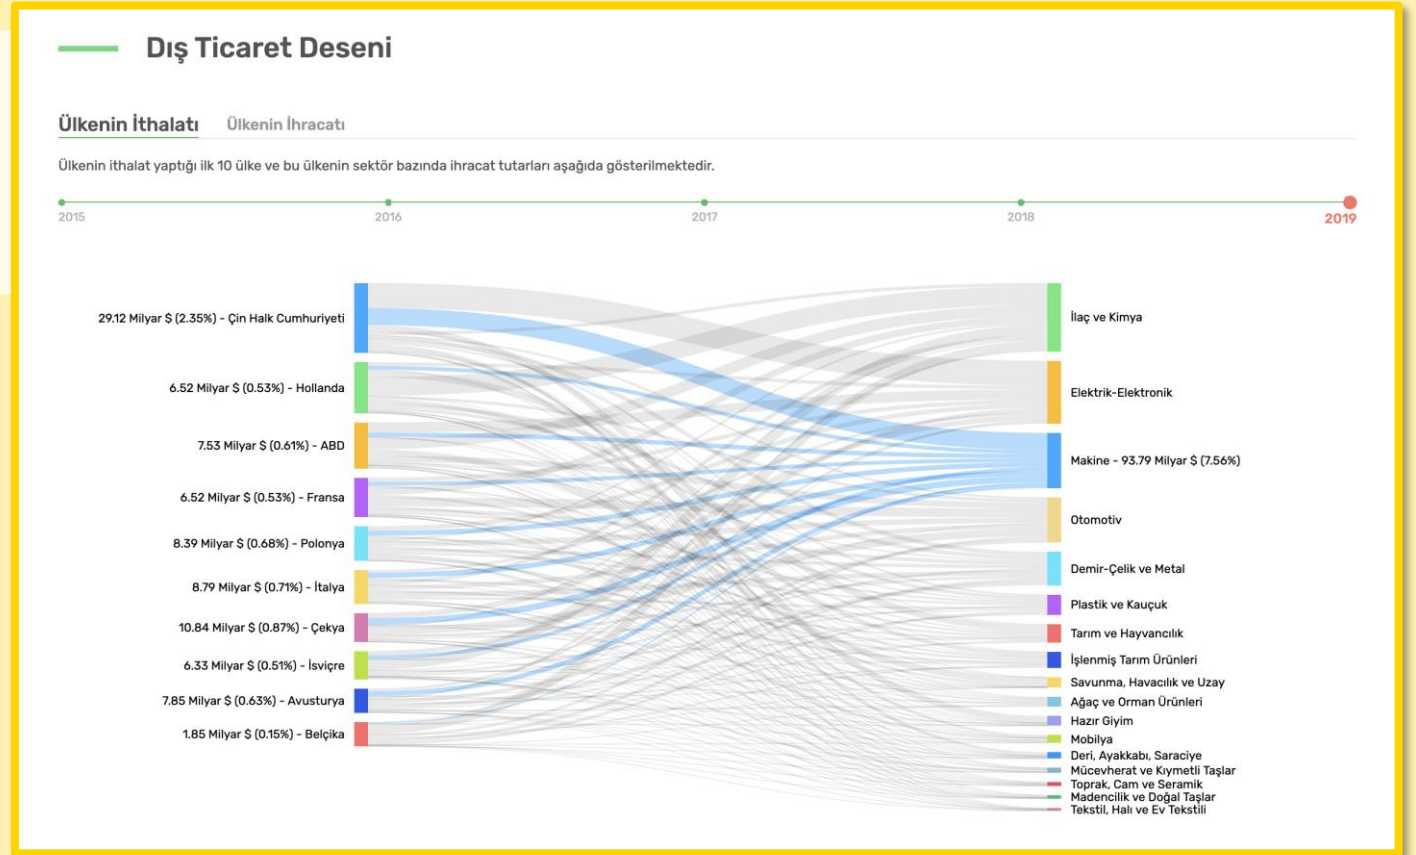 Dış Ticaret Deseni
Ülkenin İthalatı Ülkenin İhracatı
Ülkenin ithalat yaptığı ilk 10 ülke ve bu ülkenin sektör bazında ihracat tutarları aşağıda gösterilmektedir.
2015 2016 2017 2018 2019
29.12 Milyar $ (2.35%) - Çin Halk Cumhuriyeti
6.52 Milyar $ (0.53%) - Hollanda
7.53 Milyar $ (0.61%) - ABD
6.52 Milyar $ (0.53%) - Fransa
8.39 Milyar $ (0.68%) - Polonya
8.79 Milyar $ (0.71%) - İtalya
10.84 Milyar $ (0.87%) - Çekya
6.33 Milyar $ (0.51%) - İsviçre
7.85 Milyar $ (0.63%) - Avusturya
1.85 Milyar $ (0.15%) - Belçika
İlaç ve Kimya
Elektrik-Elektronik
Makine - 93.79 Milyar $ (7.56%)
Otomotiv
Demir-Çelik ve Metal
Plastik ve Kauçuk
Tarım ve Hayvancılık
İşlenmiş Tarım Ürünleri
Savunma, Havacılık ve Uzay
Ağaç ve Orman Ürünleri
Hazır Giyim
Mobilya
Deri, Ayakkabı, Saraciye
Mücevherat ve Kıymetli Taşlar
Toprak, Cam ve Seramik
Madencilik ve Doğal Taşlar
Tekstil, Halı ve Ev Tekstili